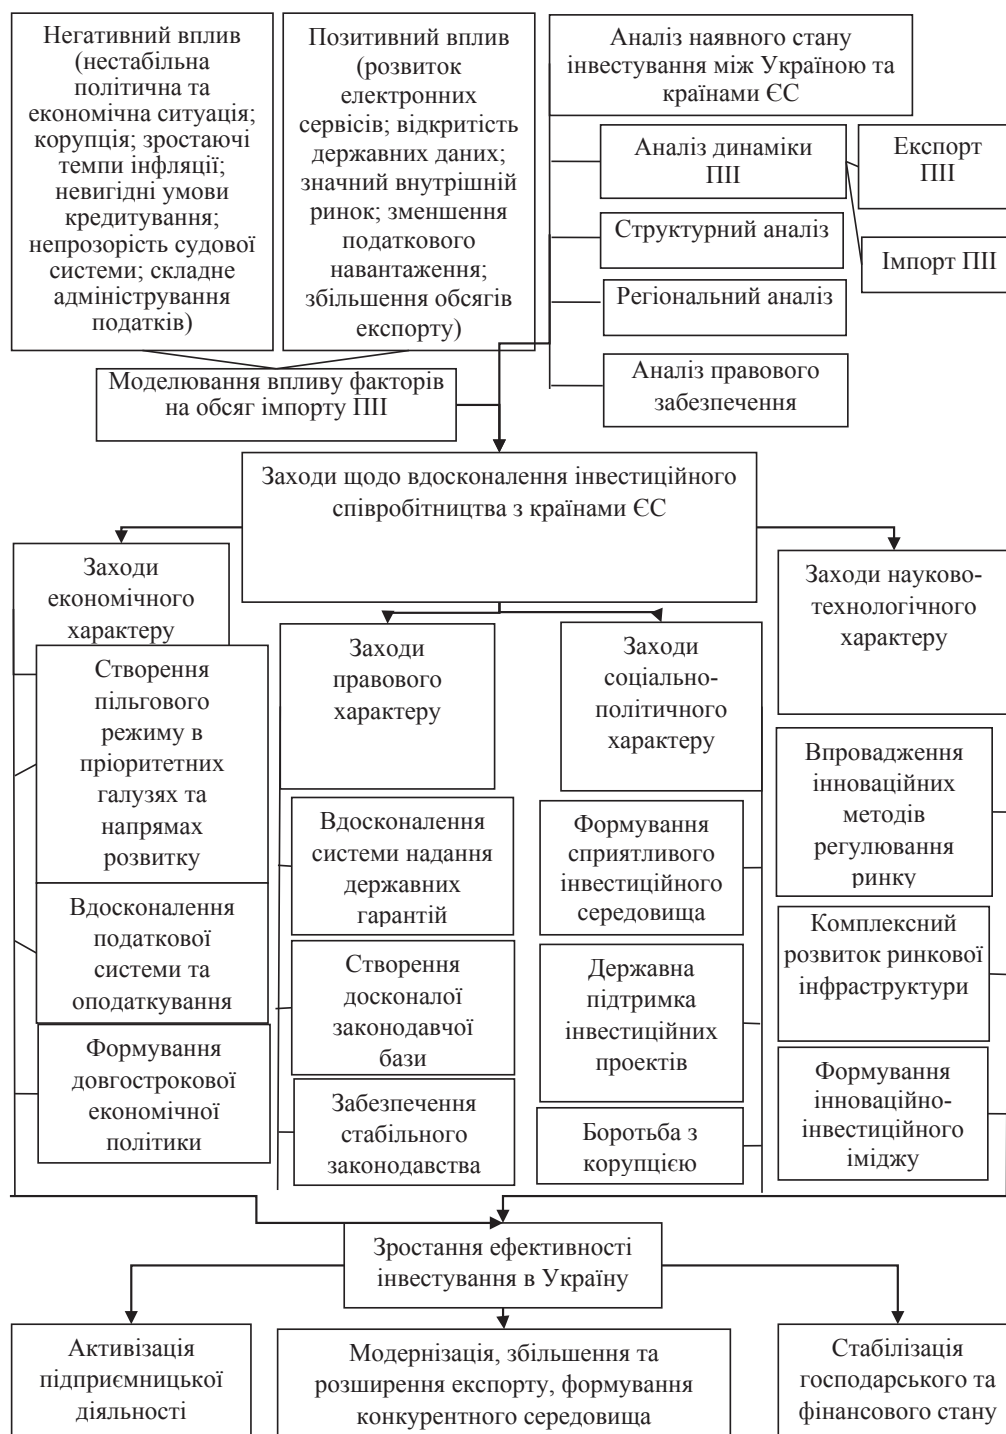 Негативний вплив
(нестабільна
політична та
економічна ситуація;
корупція; зростаючі
темпи інфляції;
невигідні умови
кредитування;
непрозорість судової
системи; складне
адміністрування
податків)
Позитивний вплив
(розвиток
електронних
сервісів; відкритість
державних даних;
значний внутрішній
ринок; зменшення
податкового
навантаження;
збільшення обсягів
експорту)
Аналіз наявного стану
інвестування між Україною та
країнами ЄС
Аналіз динаміки
ПІІ
Експорт
ПІІ
Імпорт ПІІ
Структурний аналіз
Регіональний аналіз
Аналіз правового
забезпечення
Моделювання впливу факторів
на обсяг імпорту ПІІ
Заходи щодо вдосконалення інвестиційного
співробітництва з країнами ЄС
Заходи
економічного
характеру
Створення
пільгового
режиму в
пріоритетних
галузях та
напрямах
розвитку
Вдосконалення
податкової
системи та
оподаткування
Формування
довгострокової
економічної
політики
Заходи
правового
характеру
Вдосконалення
системи надання
державних
гарантій
Створення
досконалої
законодавчої
бази
Забезпечення
стабільного
законодавства
Заходи
соціально-
політичного
характеру
Формування
сприятливого
інвестиційного
середовища
Державна
підтримка
інвестиційних
проектів
Боротьба з
корупцією
Заходи науково-
технологічного
характеру
Впровадження
інноваційних
методів
регулювання
ринку
Комплексний
розвиток ринкової
інфраструктури
Формування
інноваційно-
інвестиційного
іміджу
Зростання ефективності
інвестування в Україну
Активізація
підприємницької
діяльності
Модернізація, збільшення та
розширення експорту, формування
конкурентного середовища
Стабілізація
господарського та
фінансового стану